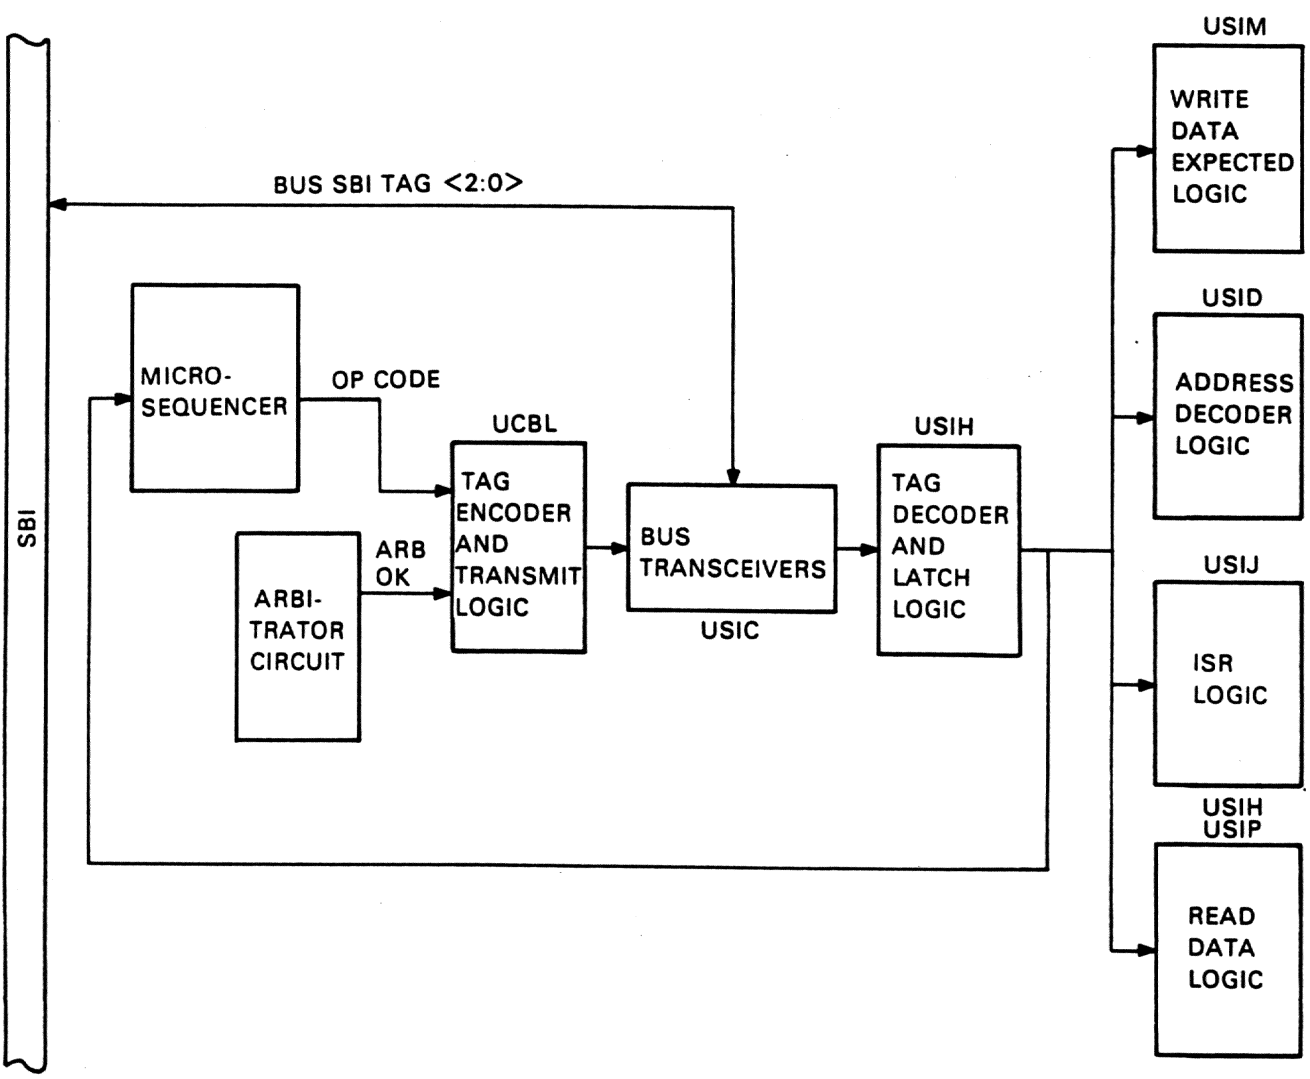 USIM
WRITE
DATA
EXPECTED
LOGIC
BUS SBI TAG <2:0>
USID
ADDRESS
DECODER
LOGIC
MICRO-
SEQUENCER
OP CODE
UCBL
TAG
ENCODER
AND
TRANSMIT
LOGIC
USIH
TAG
DECODER
AND
LATCH
LOGIC
SBI
BUS
TRANSCEIVERS
USIC
ARB
OK
ARBI-
TRATOR
CIRCUIT
USIJ
ISR
LOGIC
USIH
USIP
READ
DATA
LOGIC